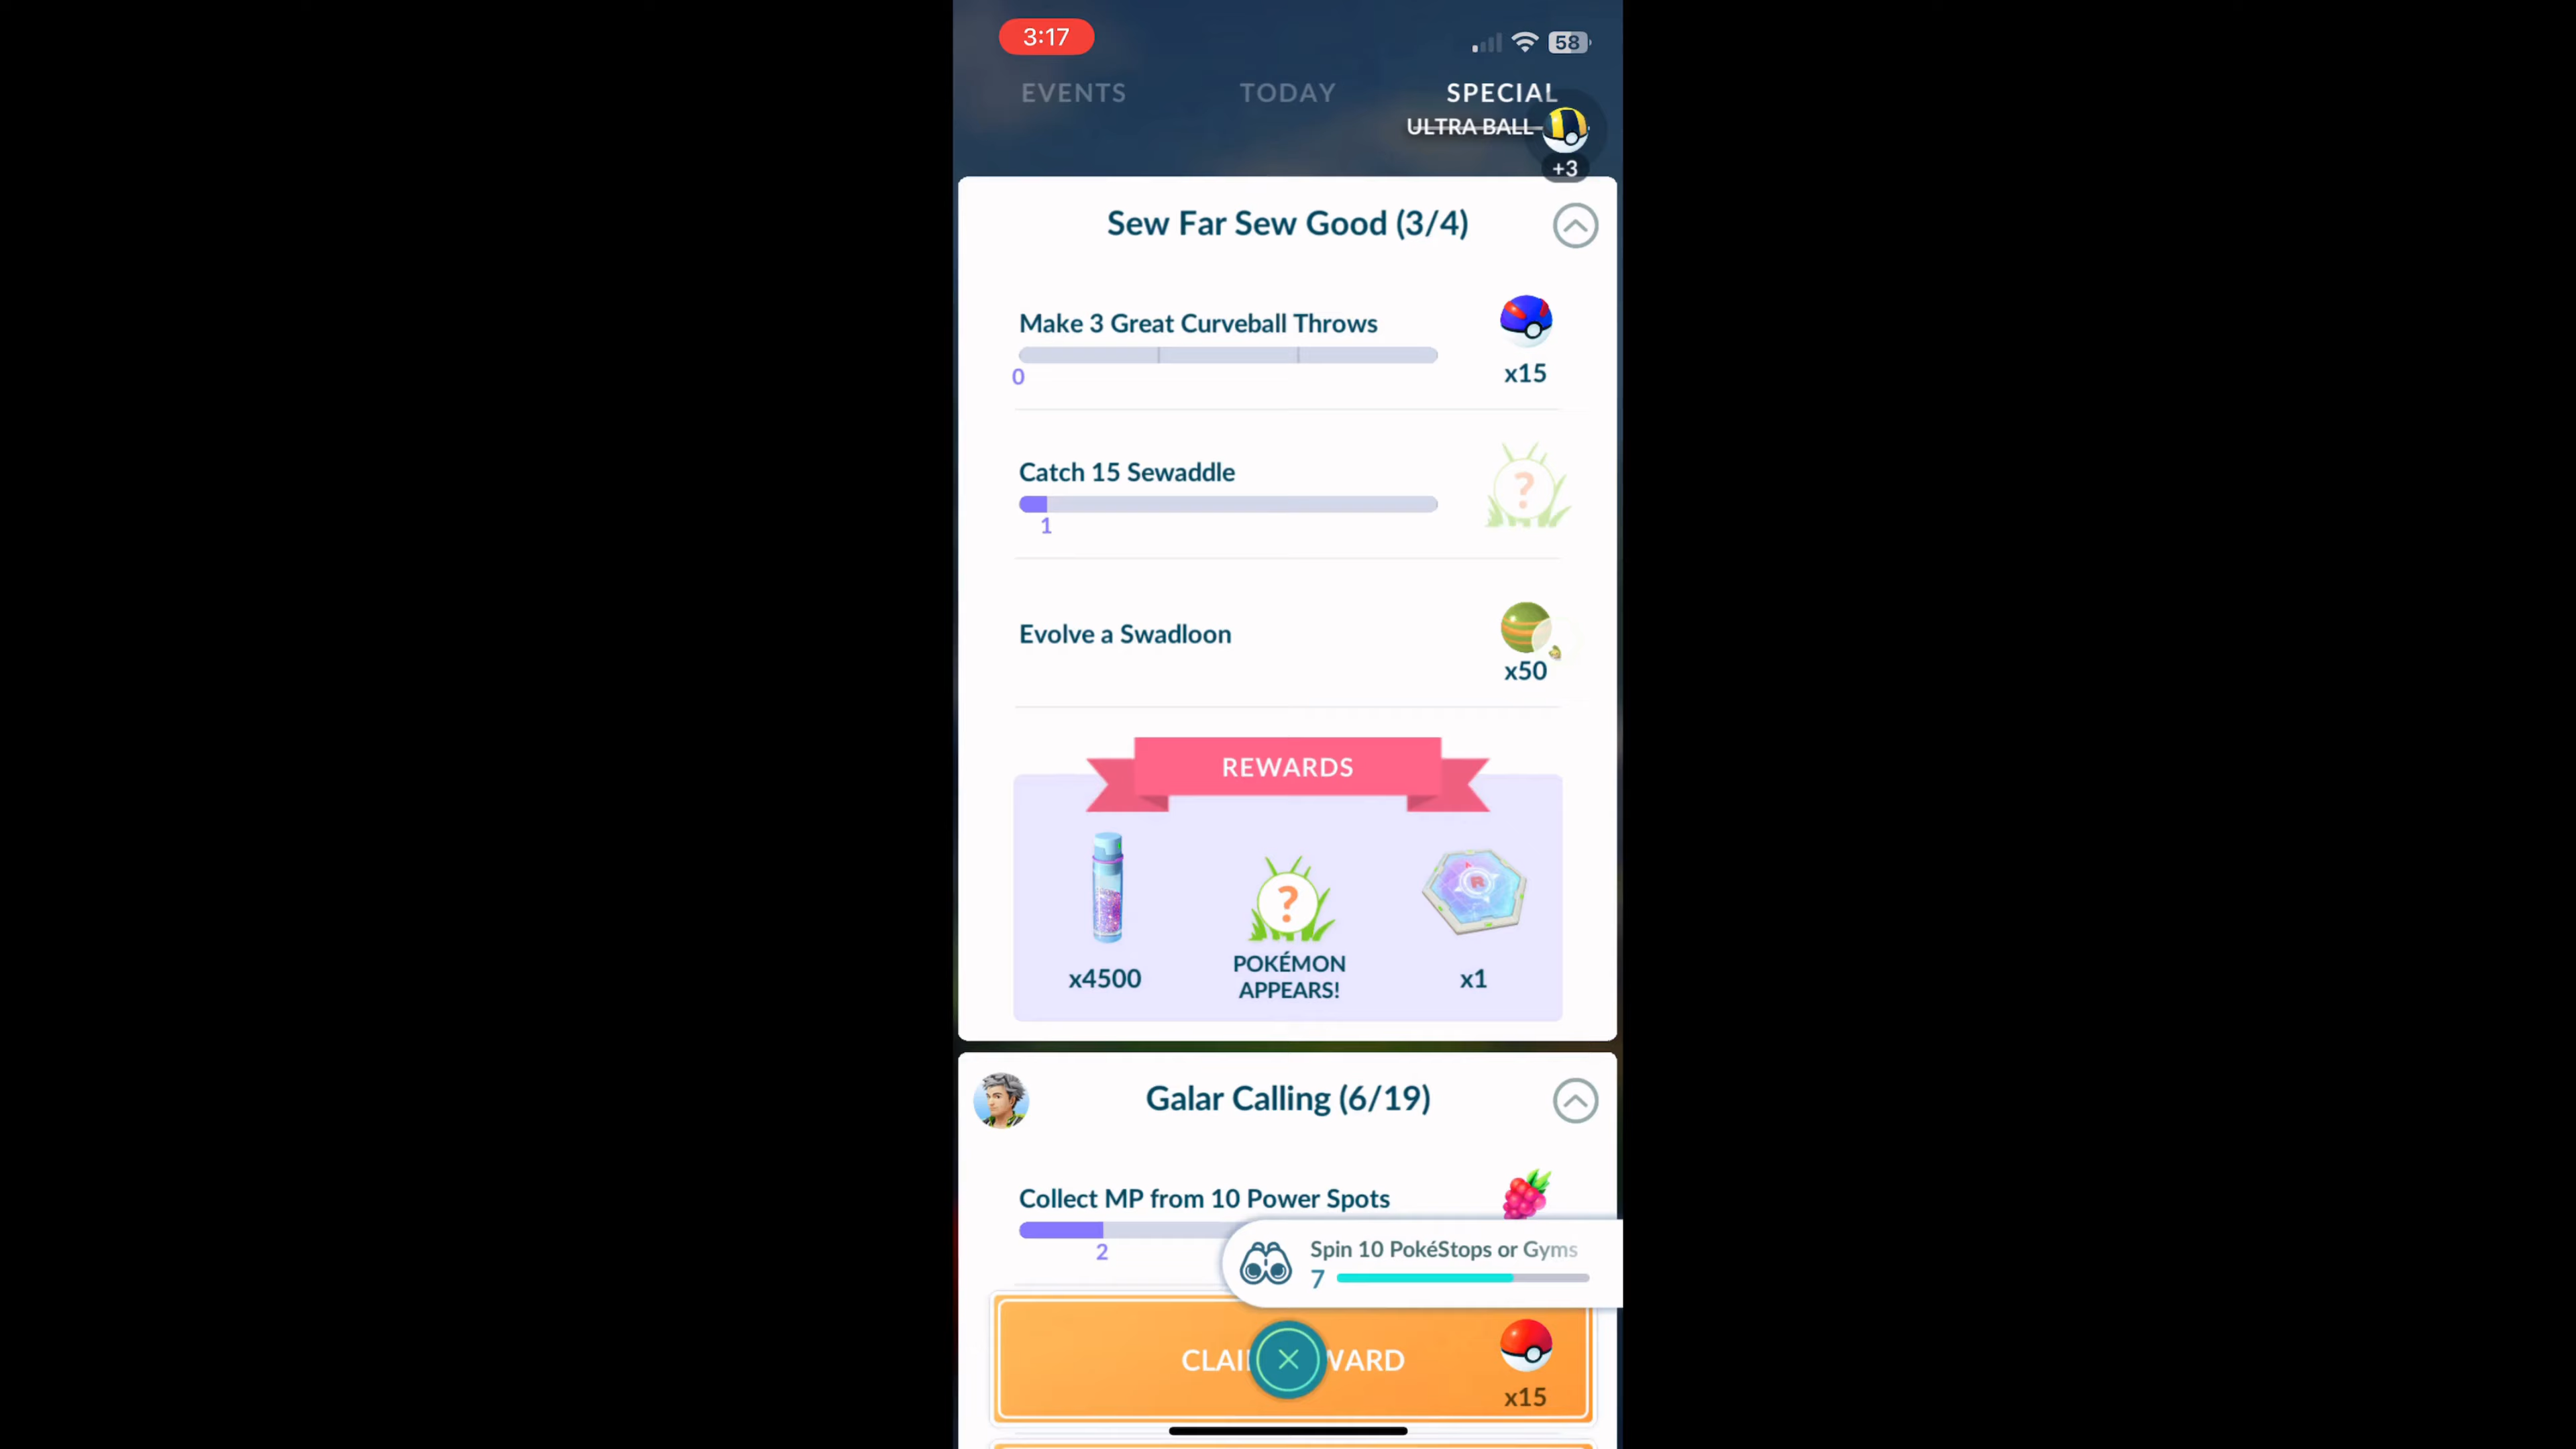 3:17
58
EVENTS TODAY SPECIAL
ULTRA BALL
+3
Sew Far Sew Good (3/4)
Make 3 Great Curveball Throws
0
x15
Catch 15 Sewaddle
?
1
Evolve a Swadloon
x50
REWARDS
R
?
x4500
POKÉMON
APPEARS!
x1
Galar Calling (6/19)
Collect MP from 10 Power Spots
2
Spin 10 PokéStops or Gyms
7
CLAI WARD
x15